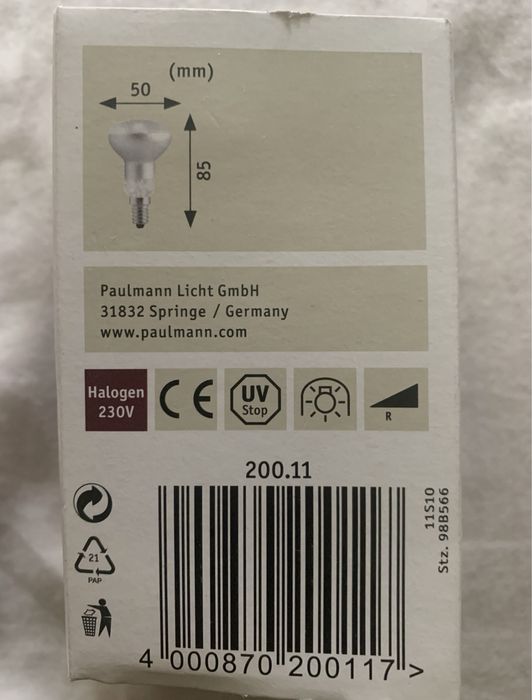 (mm)
50
85
Paulmann Licht GmbH
31832 Springe / Germany
www.paulmann.com
Halogen
230V
CE
UV
Stop
R
200.11
11S10
Stz. 98B566
21
PAP
4 000870 200117 >